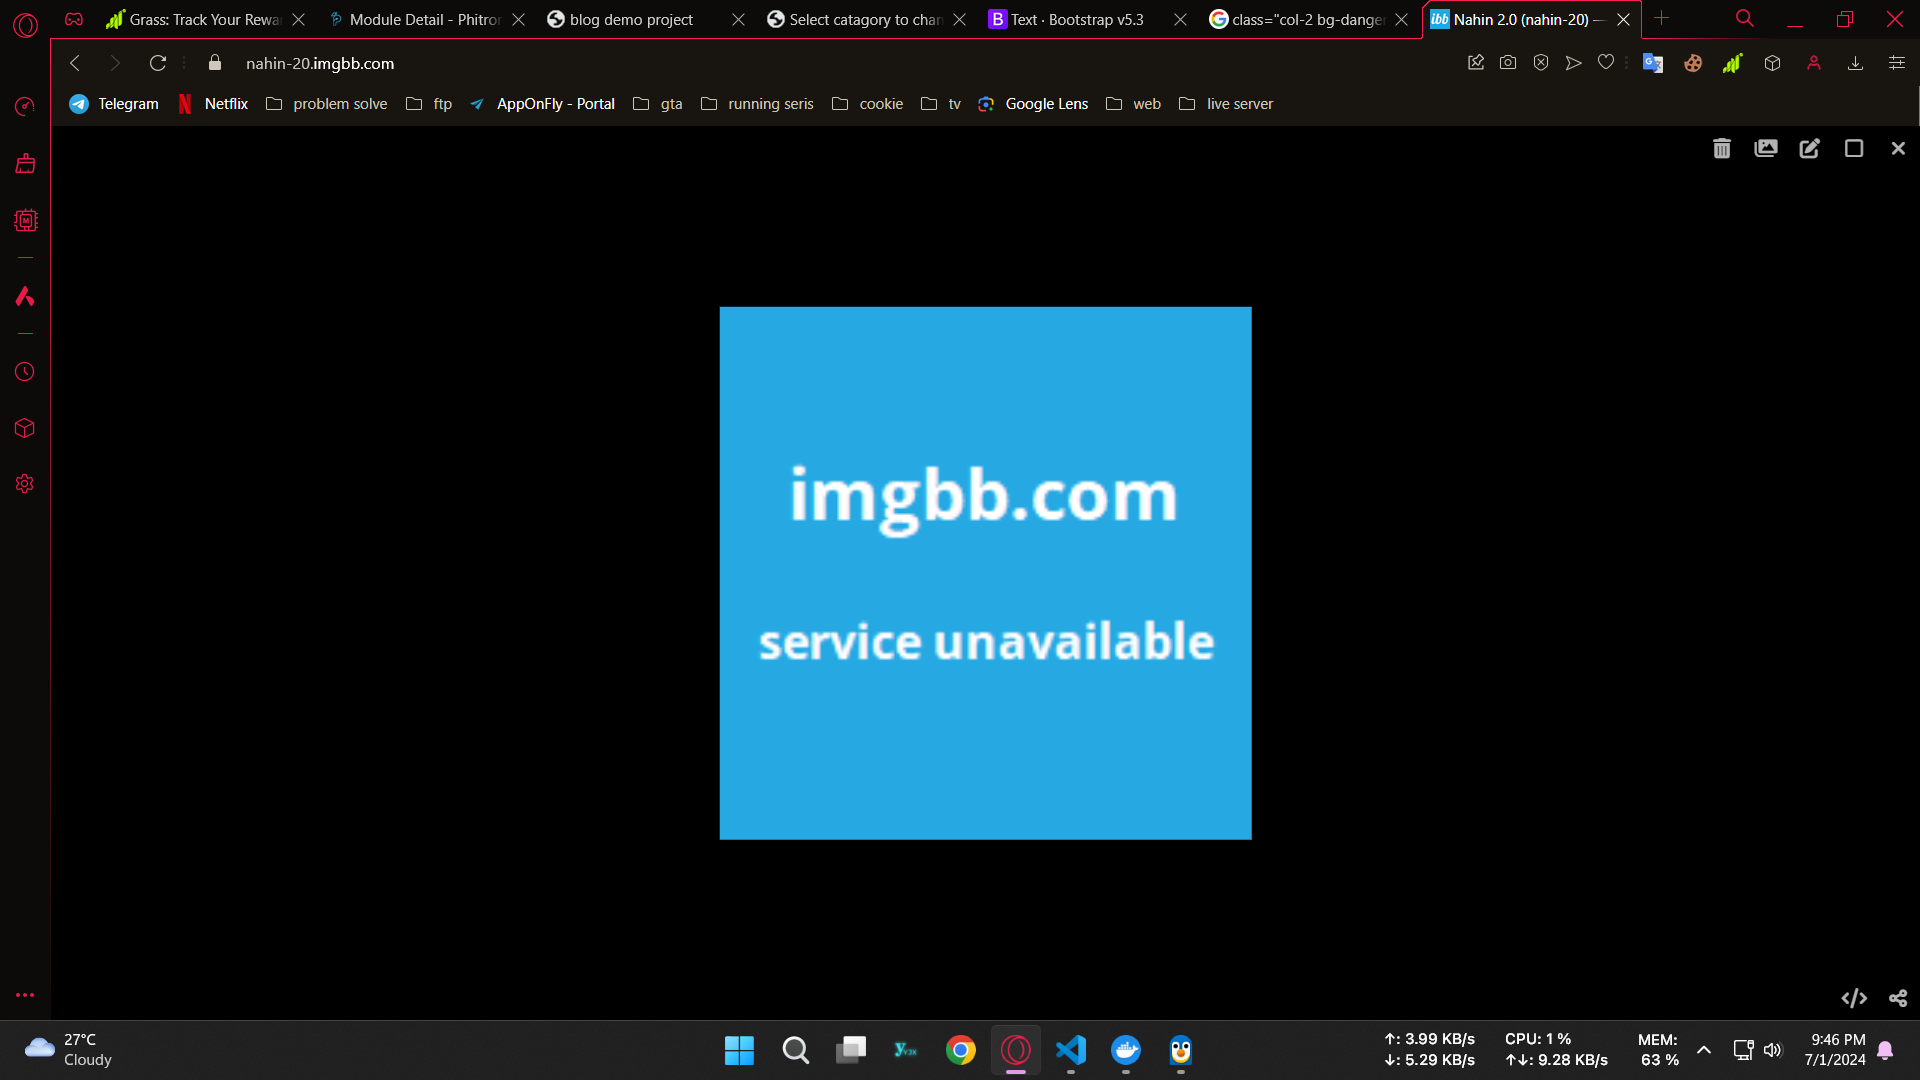 Grass: Track Your Rewa
Module Detail - Phitron
blog demo project
Select catagory to chan
Text · Bootstrap v5.3
class="col-2 bg-danger
ibb Nahin 2.0 (nahin-20) —
nahin-20.imgbb.com
Telegram
Netflix
problem solve
ftp
AppOnFly - Portal
gta
running seris
cookie
tv
Google Lens
web
live server
imgbb.com
service unavailable
27°C
Cloudy
↑: 3.99 KB/s
↓: 5.29 KB/s
CPU: 1 %
↑↓: 9.28 KB/s
MEM:
63 %
9:46 PM
7/1/2024